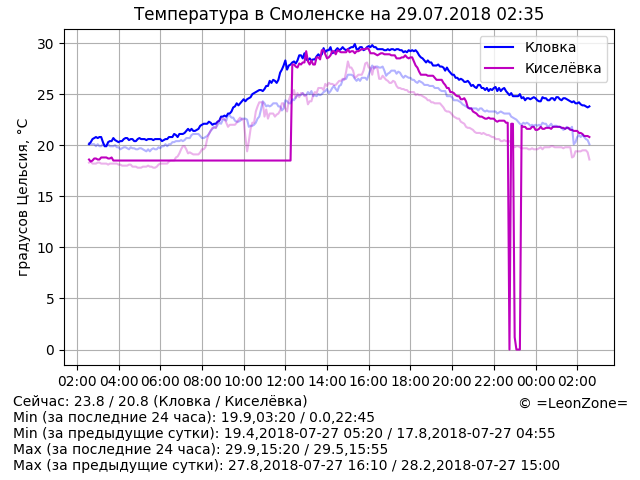 Температура в Смоленске на 29.07.2018 02:35
градусов Цельсия, °C
30
25
20
15
10
5
0
Кловка
Киселёвка
02:00 04:00 06:00 08:00 10:00 12:00 14:00 16:00 18:00 20:00 22:00 00:00 02:00
Сейчас: 23.8 / 20.8 (Кловка / Киселёвка)
© =LeonZone=
Min (за последние 24 часа): 19.9,03:20 / 0.0,22:45
Min (за предыдущие сутки): 19.4,2018-07-27 05:20 / 17.8,2018-07-27 04:55
Max (за последние 24 часа): 29.9,15:20 / 29.5,15:55
Max (за предыдущие сутки): 27.8,2018-07-27 16:10 / 28.2,2018-07-27 15:00